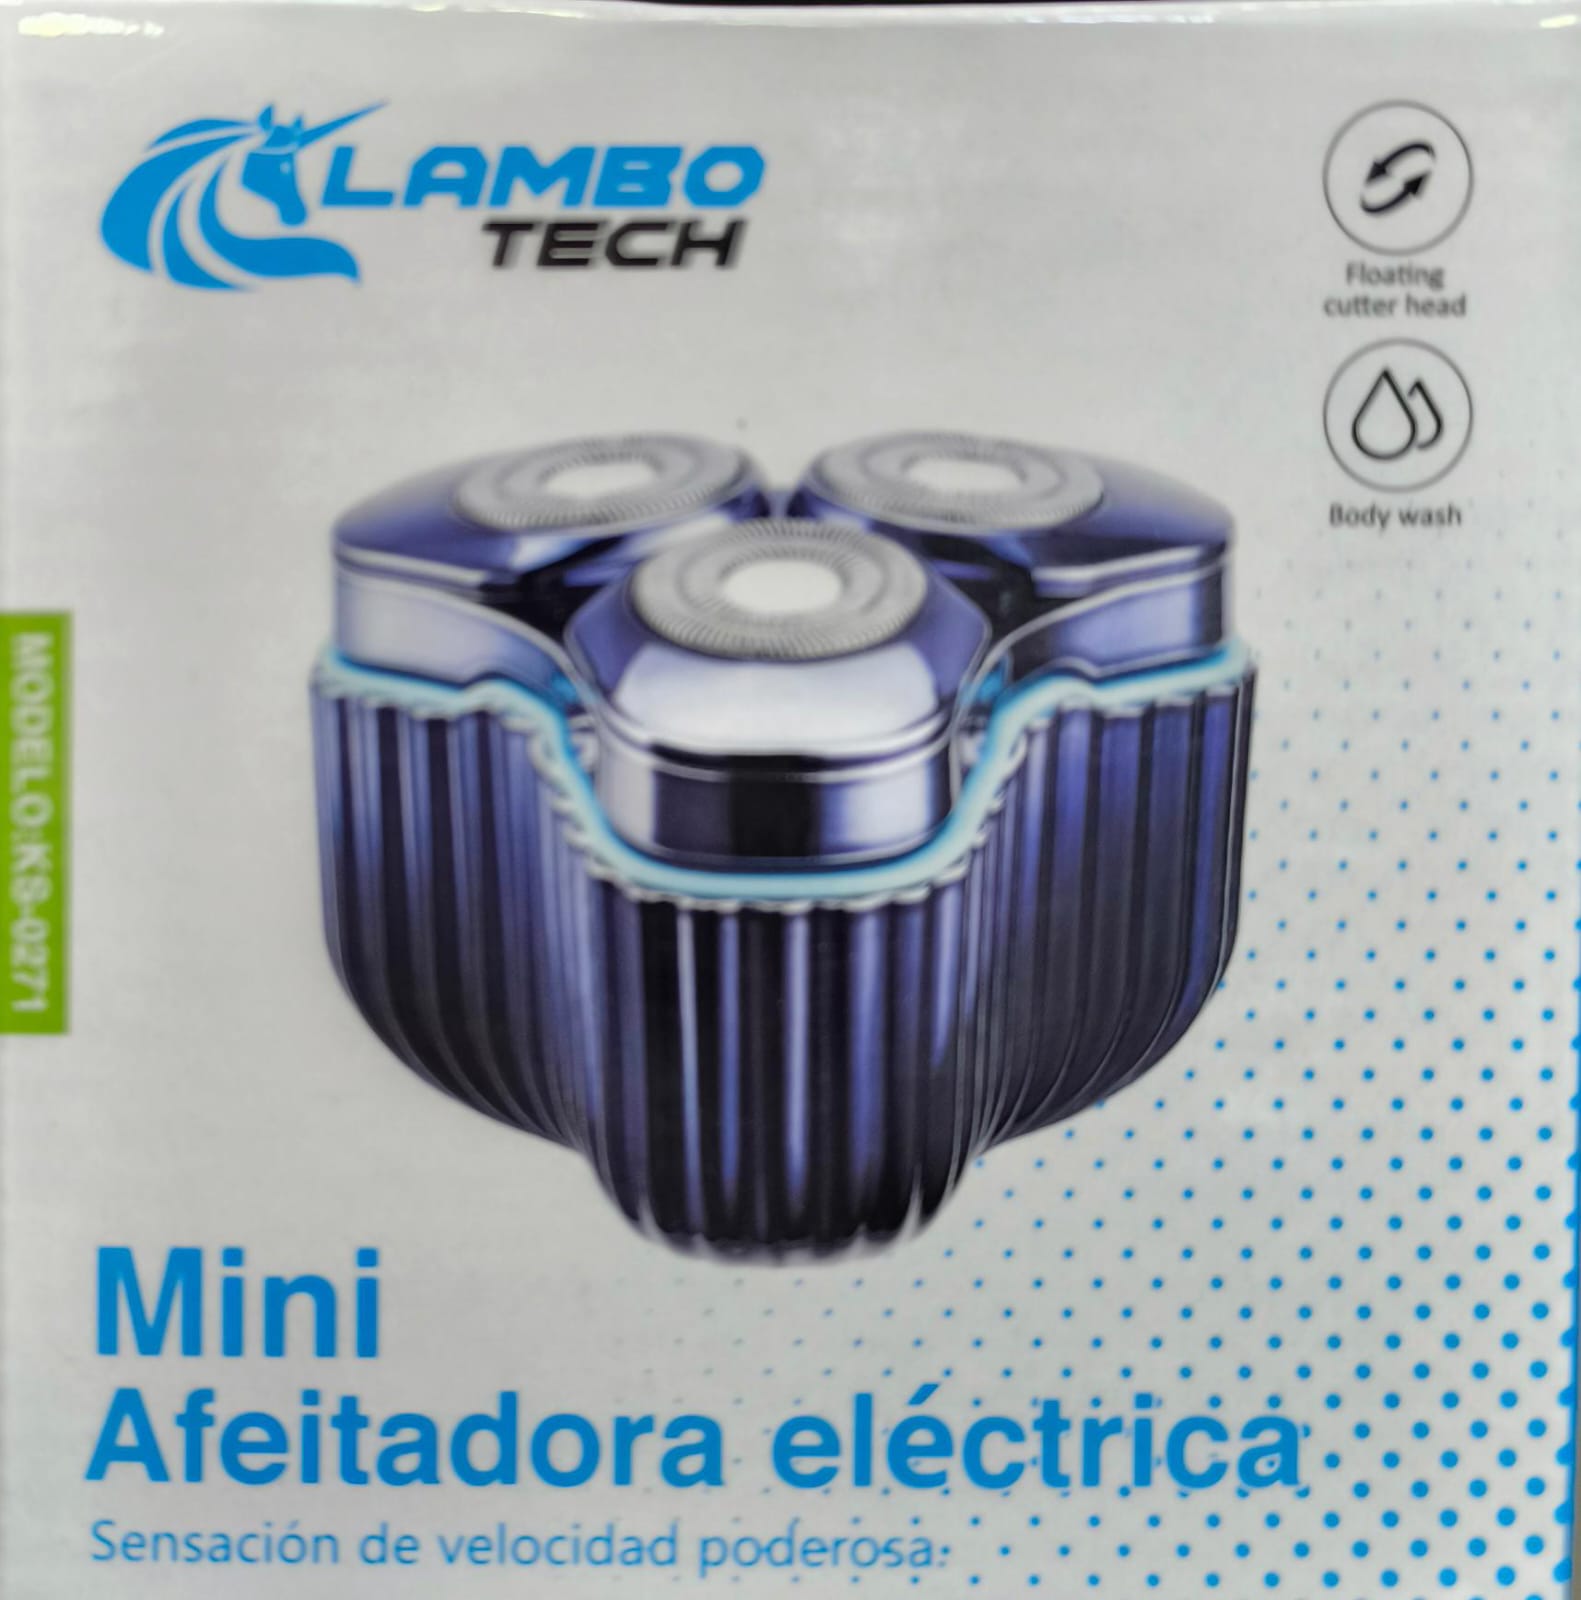 LAMBO
TECH
Floating
cutter head
Body wash
MODELO:KS-0271
Mini
Afeitadora eléctrica
Sensación de velocidad poderosa.